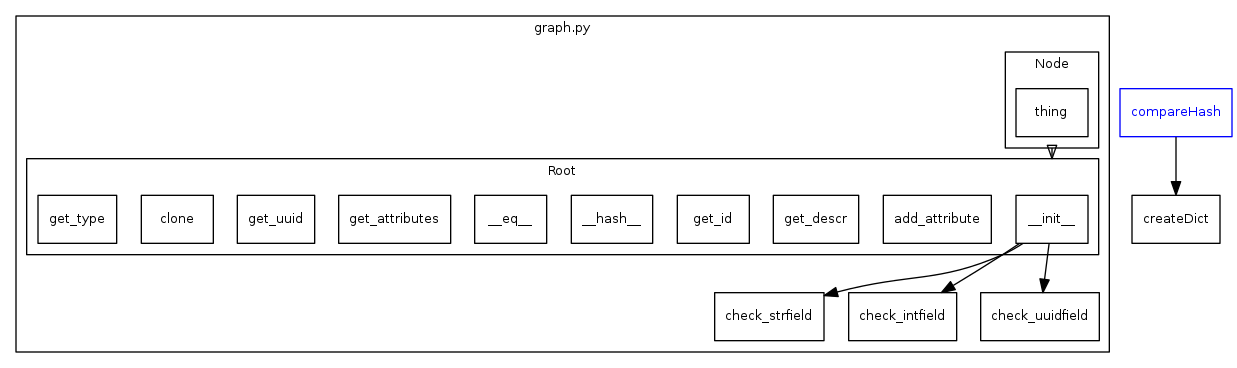 graph.py
Node
thing
compareHash
Root
get_type
clone
get_uuid
get_attributes
__eq__
__hash__
get_id
get_descr
add_attribute
__init__
createDict
check_strfield
check_intfield
check_uuidfield